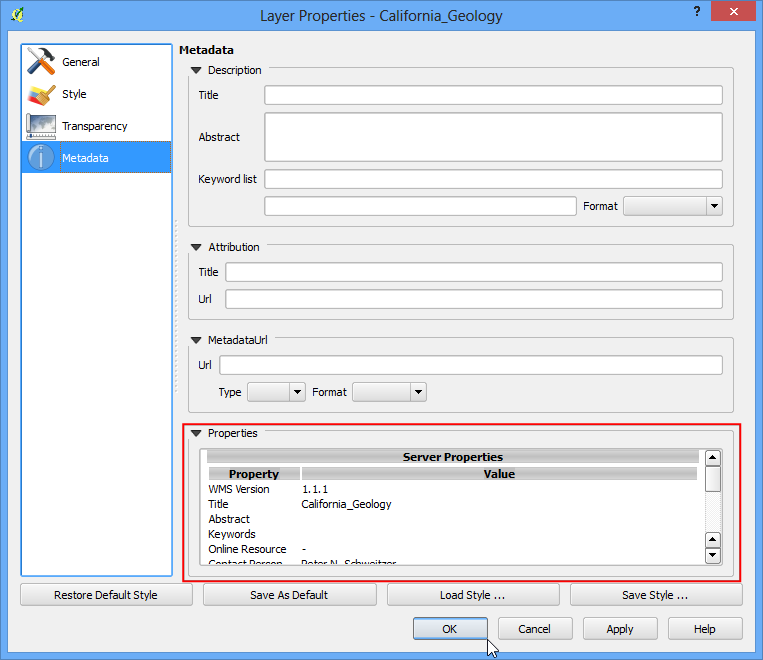 Layer Properties - California_Geology
?
General
Style
Transparency
Metadata
Metadata
Description
Title
Abstract
Keyword list
Format
Attribution
Title
Url
MetadataUrl
Url
Type Format
Properties
Server Properties
Property Value
WMS Version 1.1.1
Title California_Geology
Abstract
Keywords
Online Resource -
Contact Person Peter N. Schweitzer
Restore Default Style Save As Default Load Style ... Save Style ...
OK Cancel Apply Help